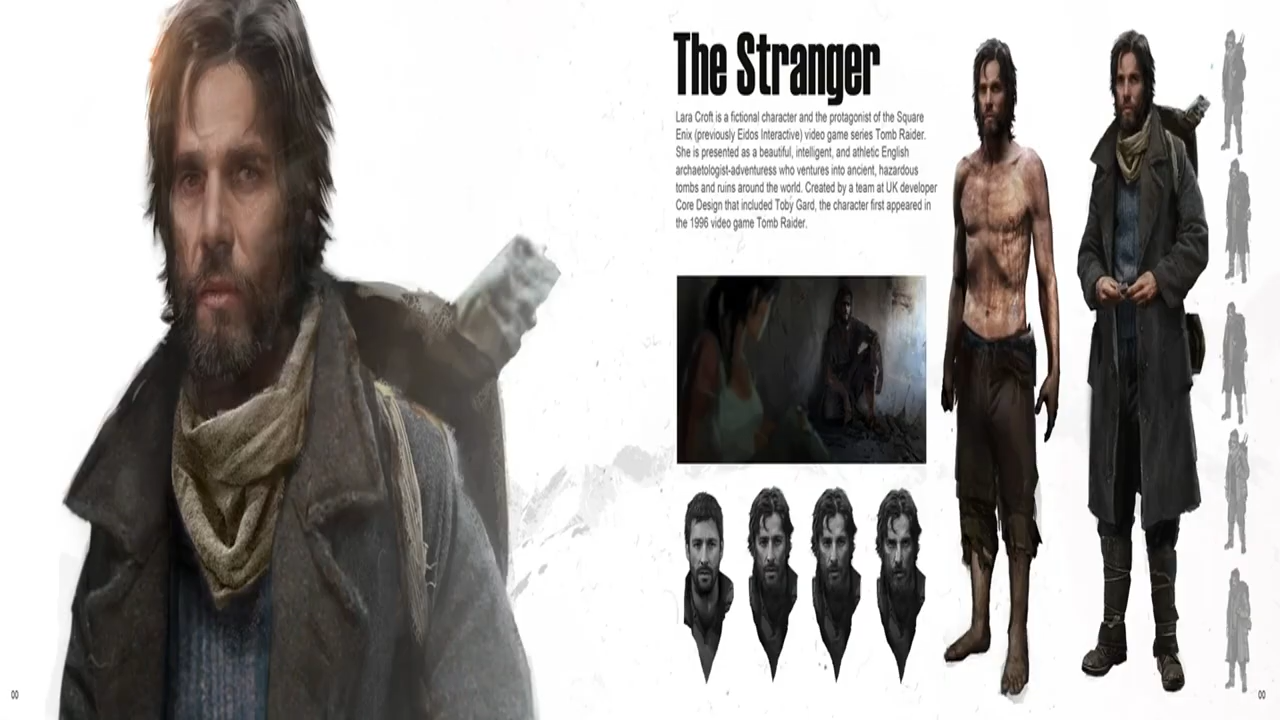 The Stranger
Lara Croft is a fictional character and the protagonist of the Square
Enix (previously Eidos Interactive) video game series Tomb Raider.
She is presented as a beautiful, intelligent, and athletic English
archaetologist-adventuress who ventures into ancient, hazardous
tombs and ruins around the world. Created by a team at UK developer
Core Design that included Toby Gard, the character first appeared in
the 1996 video game Tomb Raider.
00
00